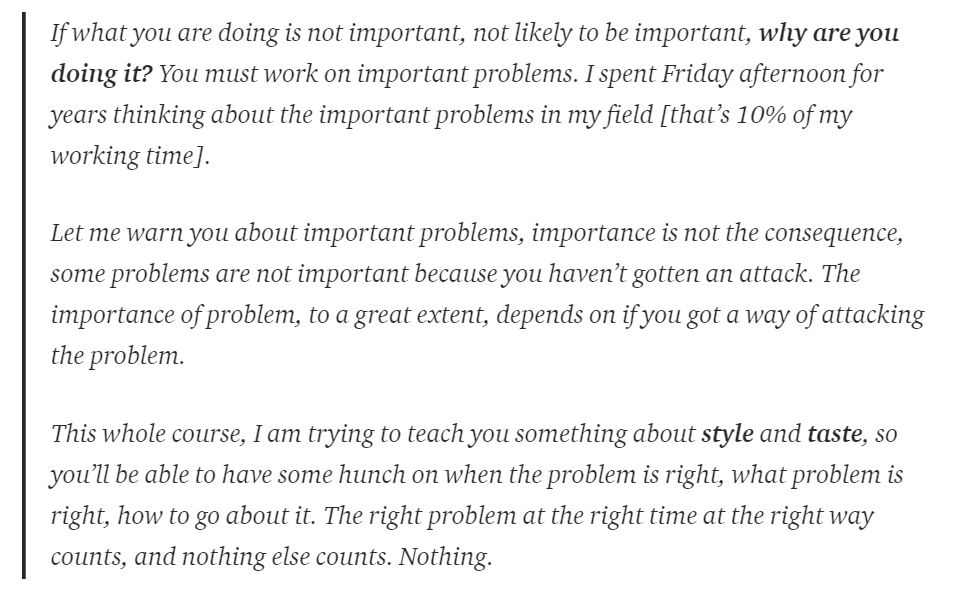 If what you are doing is not important, not likely to be important, why are you
doing it? You must work on important problems. I spent Friday afternoon for
years thinking about the important problems in my field [that's 10% of my
working time].
Let me warn you about important problems, importance is not the consequence,
some problems are not important because you haven't gotten an attack. The
importance of problem, to a great extent, depends on if you got a way of attacking
the problem.
This whole course, I am trying to teach you something about style and taste, so
you'll be able to have some hunch on when the problem is right, what problem is
right, how to go about it. The right problem at the right time at the right way
counts, and nothing else counts. Nothing.